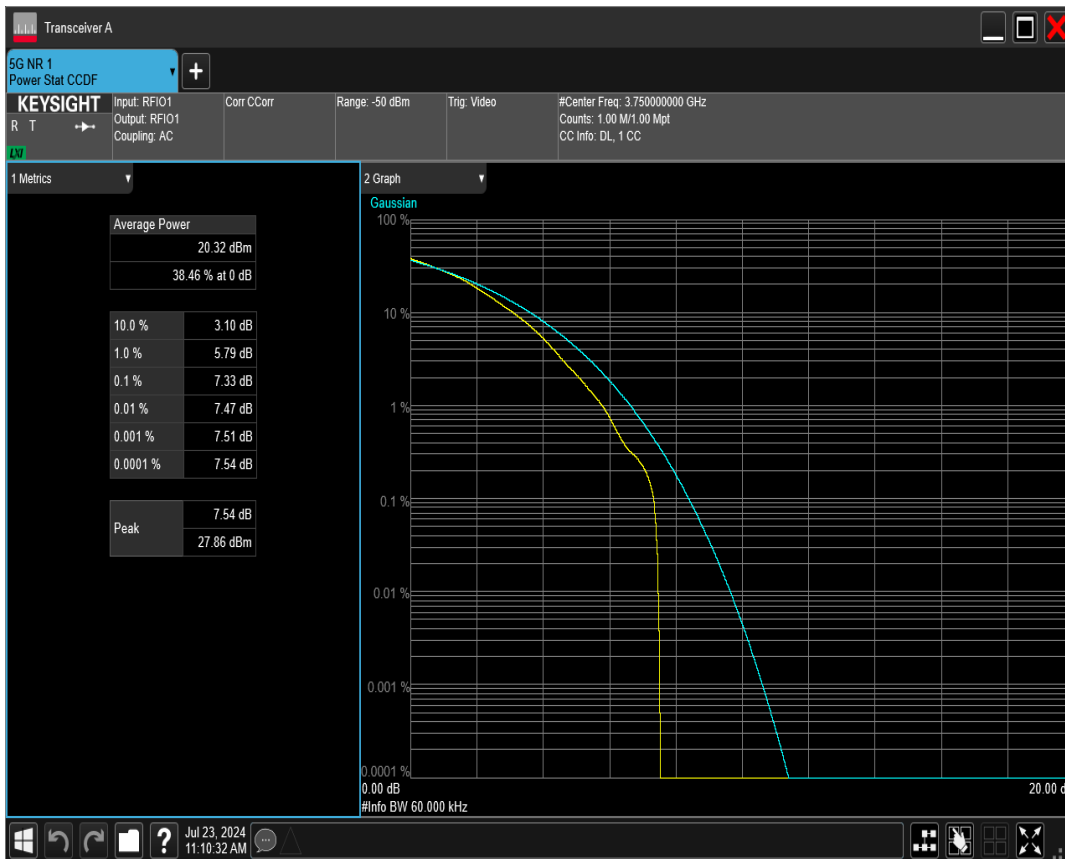 Transceiver A
5G NR 1
Power Stat CCDF
KEYSIGHT
R T
LXI
Input: RFIO1
Output: RFIO1
Coupling: AC
Corr CCorr
Range: -50 dBm
Trig: Video
#Center Freq: 3.750000000 GHz
Counts: 1.00 M/1.00 Mpt
CC Info: DL, 1 CC
1 Metrics
Average Power
20.32 dBm
38.46 % at 0 dB
10.0 % 3.10 dB
1.0 % 5.79 dB
0.1 % 7.33 dB
0.01 % 7.47 dB
0.001 % 7.51 dB
0.0001 % 7.54 dB
Peak
7.54 dB
27.86 dBm
2 Graph
Gaussian
100 %
10 %
1 %
0.1 %
0.01 %
0.001 %
0.0001 %
0.00 dB
20.00 d
#Info BW 60.000 kHz
?
Jul 23, 2024
11:10:32 AM